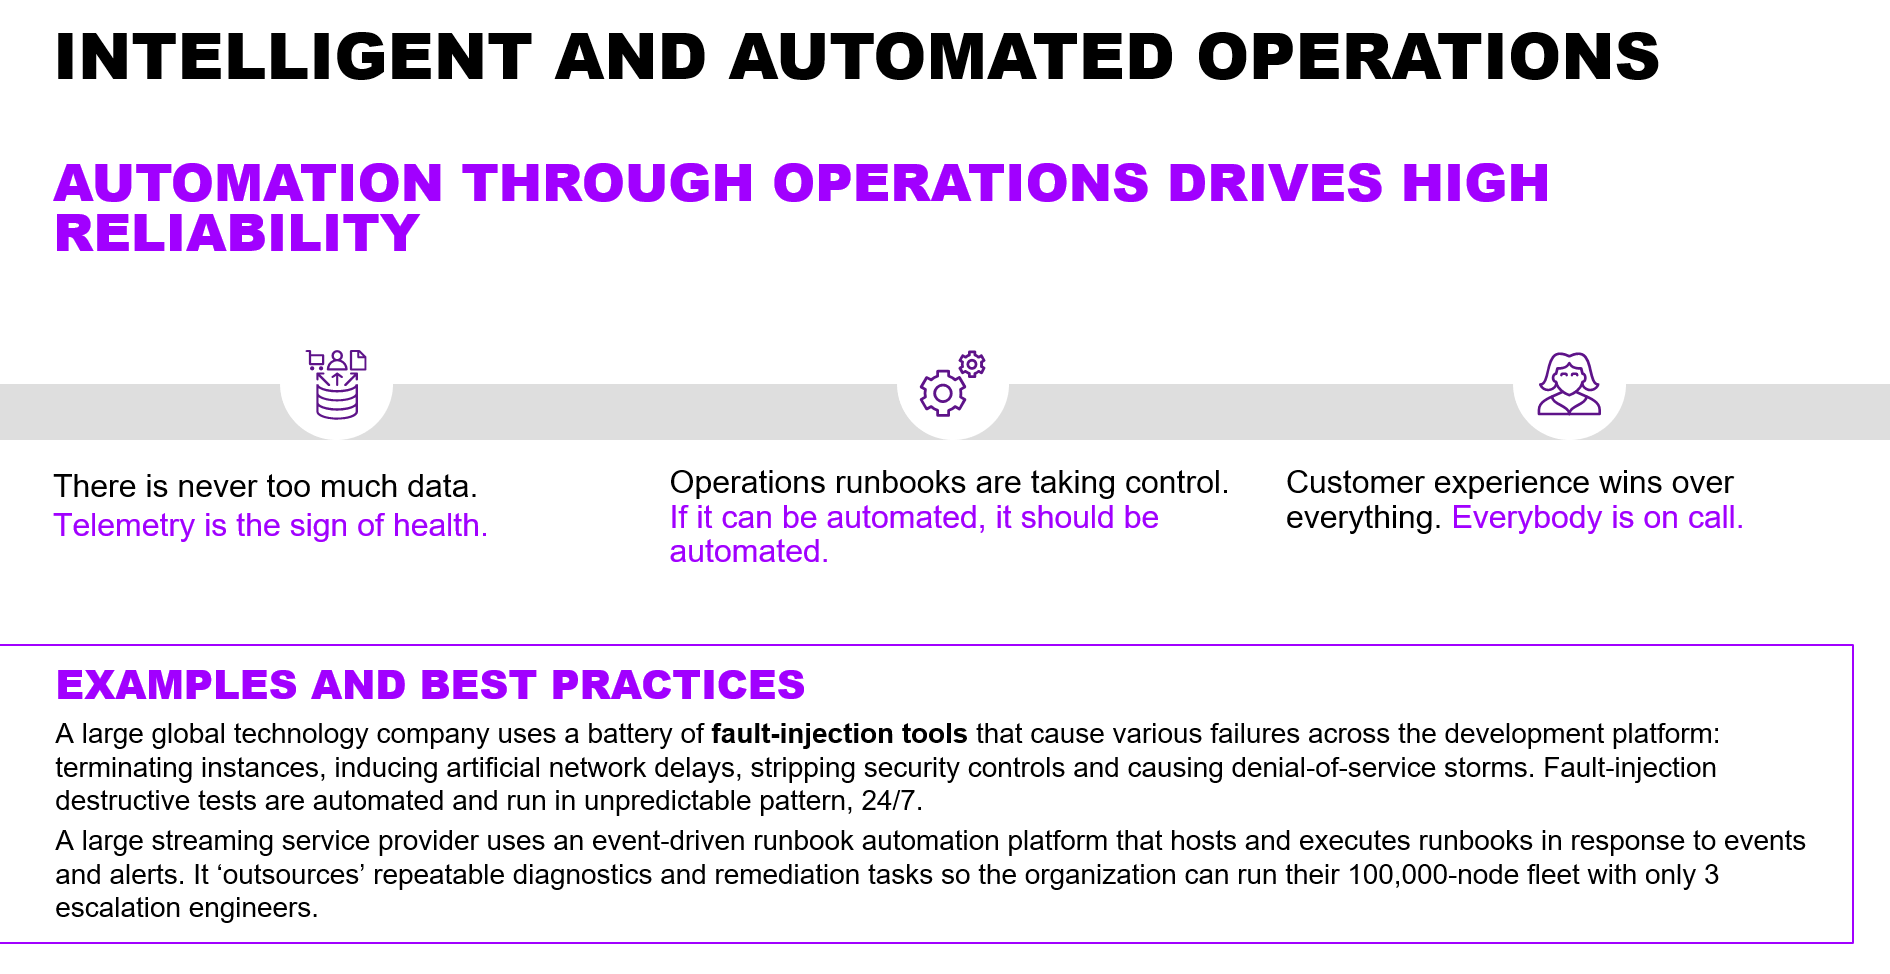 INTELLIGENT AND AUTOMATED OPERATIONS
AUTOMATION THROUGH OPERATIONS DRIVES HIGH
RELIABILITY
There is never too much data.
Telemetry is the sign of health.
Operations runbooks are taking control.
If it can be automated, it should be
automated.
Customer experience wins over
everything. Everybody is on call.
EXAMPLES AND BEST PRACTICES
A large global technology company uses a battery of fault-injection tools that cause various failures across the development platform:
terminating instances, inducing artificial network delays, stripping security controls and causing denial-of-service storms. Fault-injection
destructive tests are automated and run in unpredictable pattern, 24/7.
A large streaming service provider uses an event-driven runbook automation platform that hosts and executes runbooks in response to events
and alerts. It ‘outsources’ repeatable diagnostics and remediation tasks so the organization can run their 100,000-node fleet with only 3
escalation engineers.